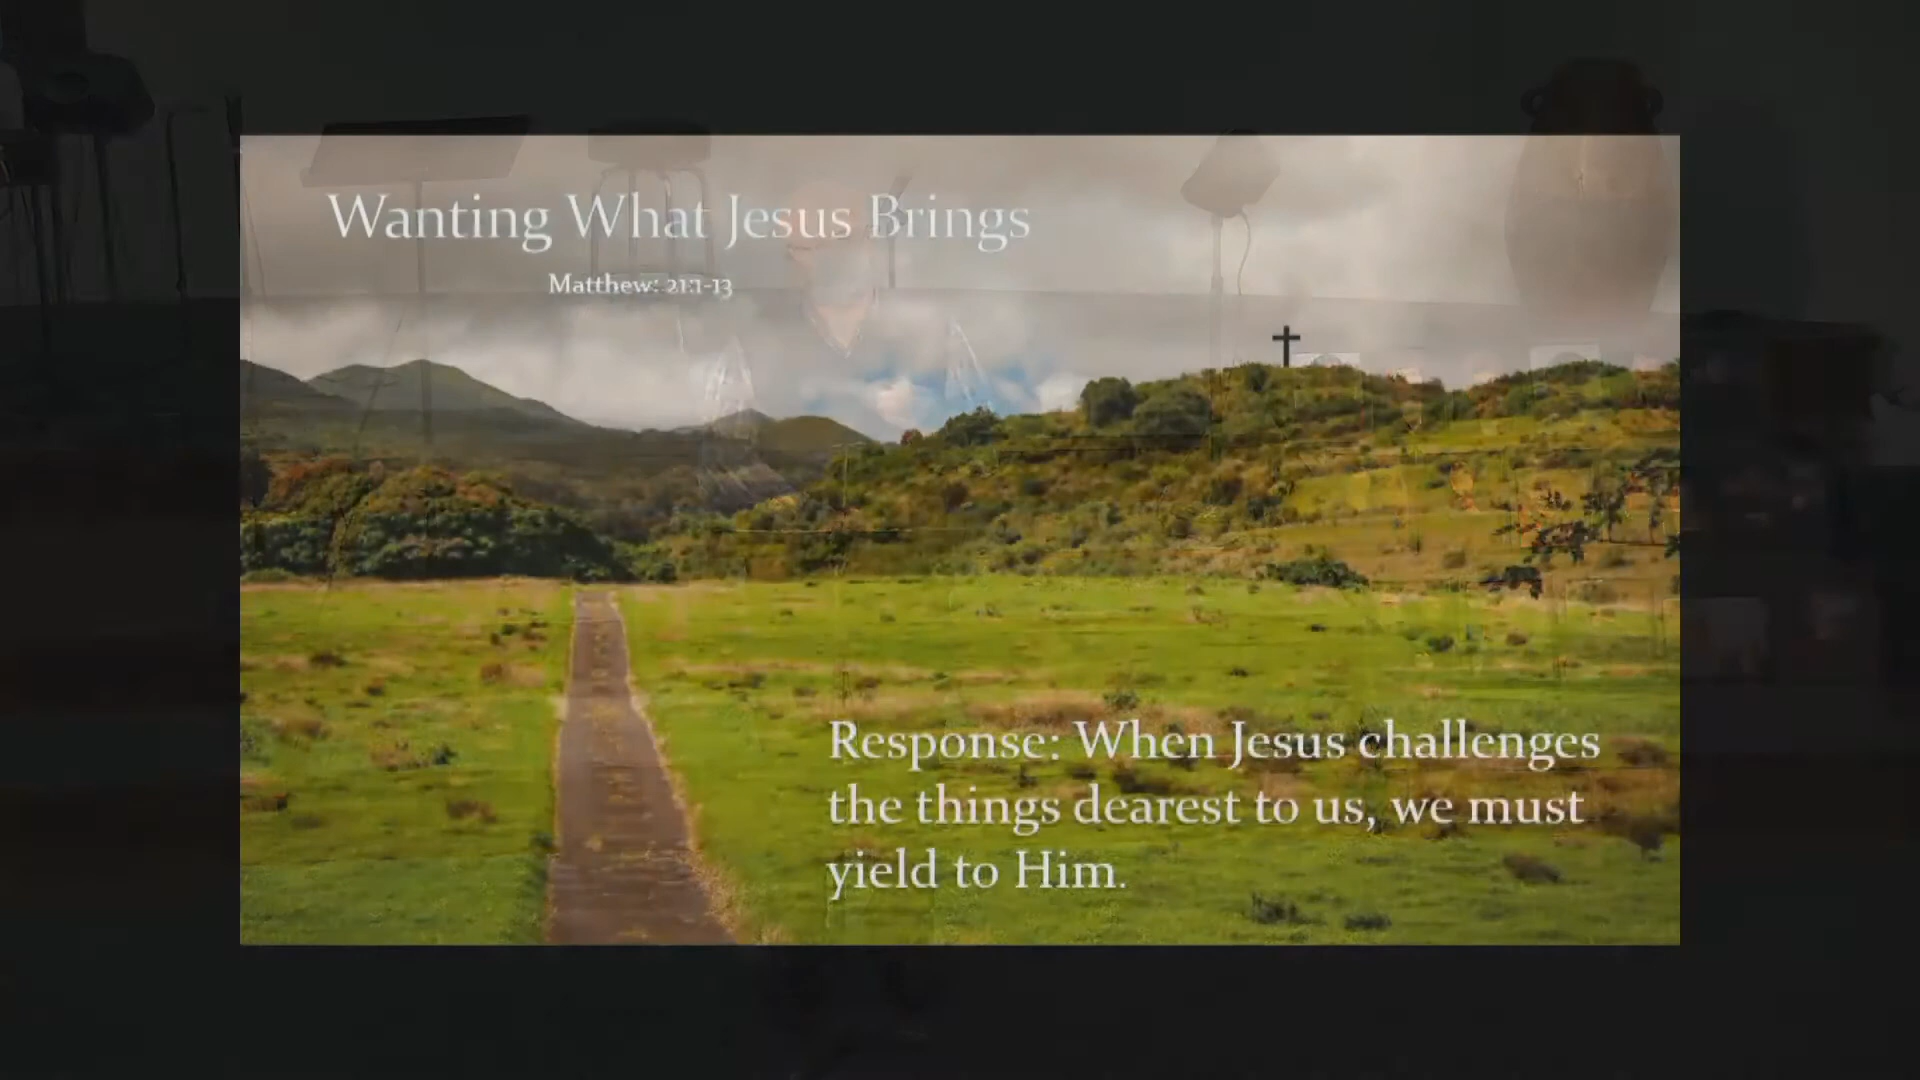 Wanting What Jesus Brings
Matthew: 21:1-13
Response: When Jesus challenges
the things dearest to us, we must
yield to Him.